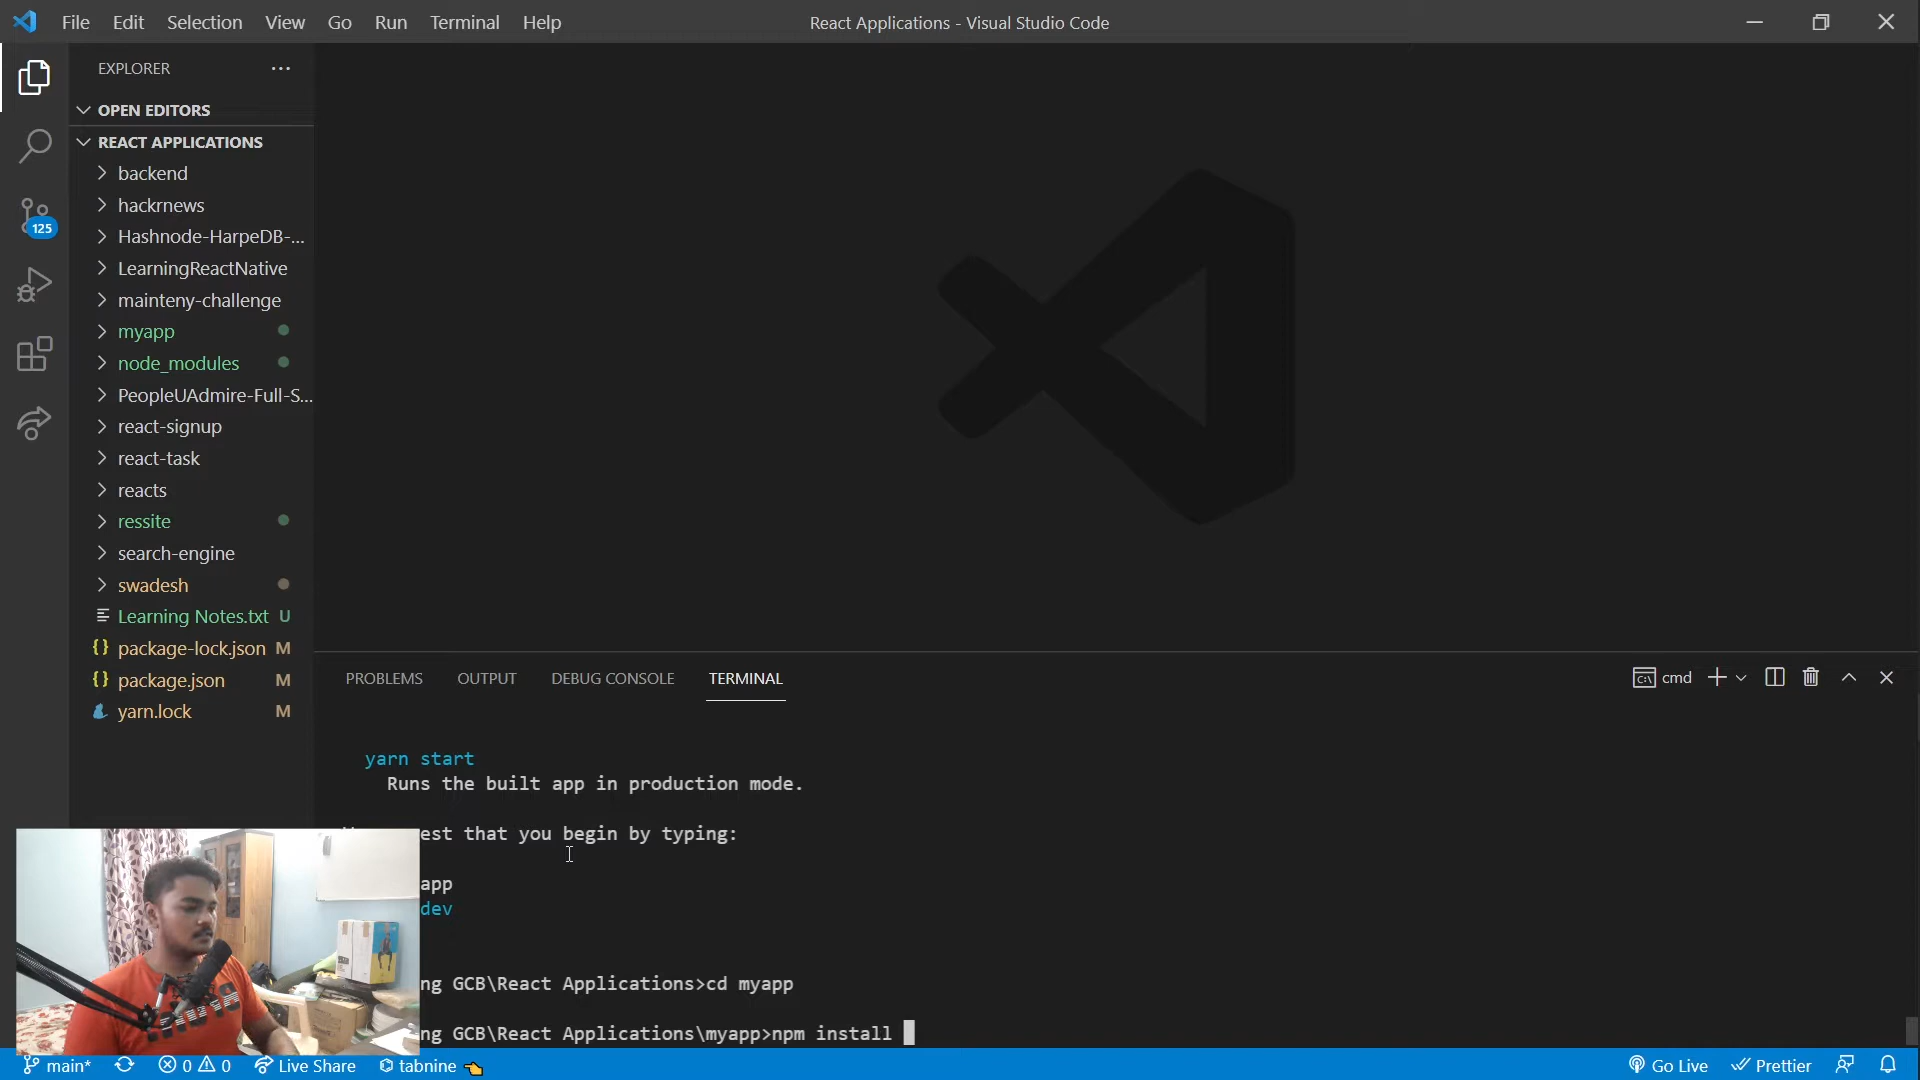 File Edit Selection View Go Run Terminal Help
React Applications - Visual Studio Code
EXPLORER ...
OPEN EDITORS
REACT APPLICATIONS
backend
hackrnews
Hashnode-HarpeDB-...
LearningReactNative
mainteny-challenge
myapp
node_modules
PeopleUAdmire-Full-S...
react-signup
react-task
reacts
ressite
search-engine
swadesh
Learning Notes.txt U
{} package-lock.json M
{} package.json M
yarn.lock M
125
PROBLEMS OUTPUT DEBUG CONSOLE TERMINAL
cmd
yarn start
Runs the built app in production mode.
est that you begin by typing:
app
dev
ng GCB\React Applications>cd myapp
ng GCB\React Applications\myapp>npm install
main* 0 0 Live Share tabnine
Go Live Prettier